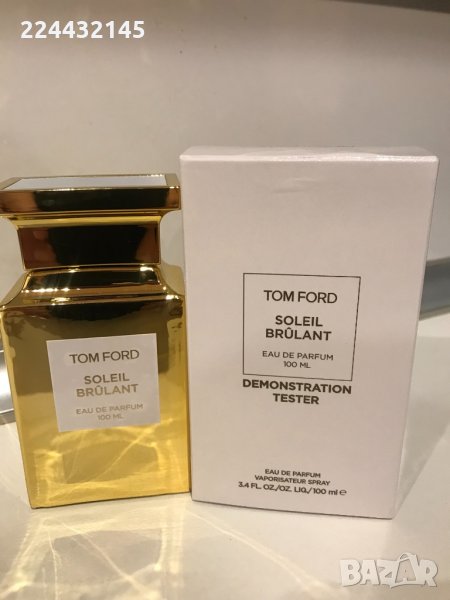 224432145
TOM FORD
SOLEIL
BRÛLANT
EAU DE PARFUM
100 ML
TOM FORD
SOLEIL
BRÛLANT
EAU DE PARFUM
100 ML
DEMONSTRATION
TESTER
EAU DE PARFUM
VAPORISATEUR SPRAY
3.4 FL. OZ./OZ. LIQ./100 ml e
BAZAR